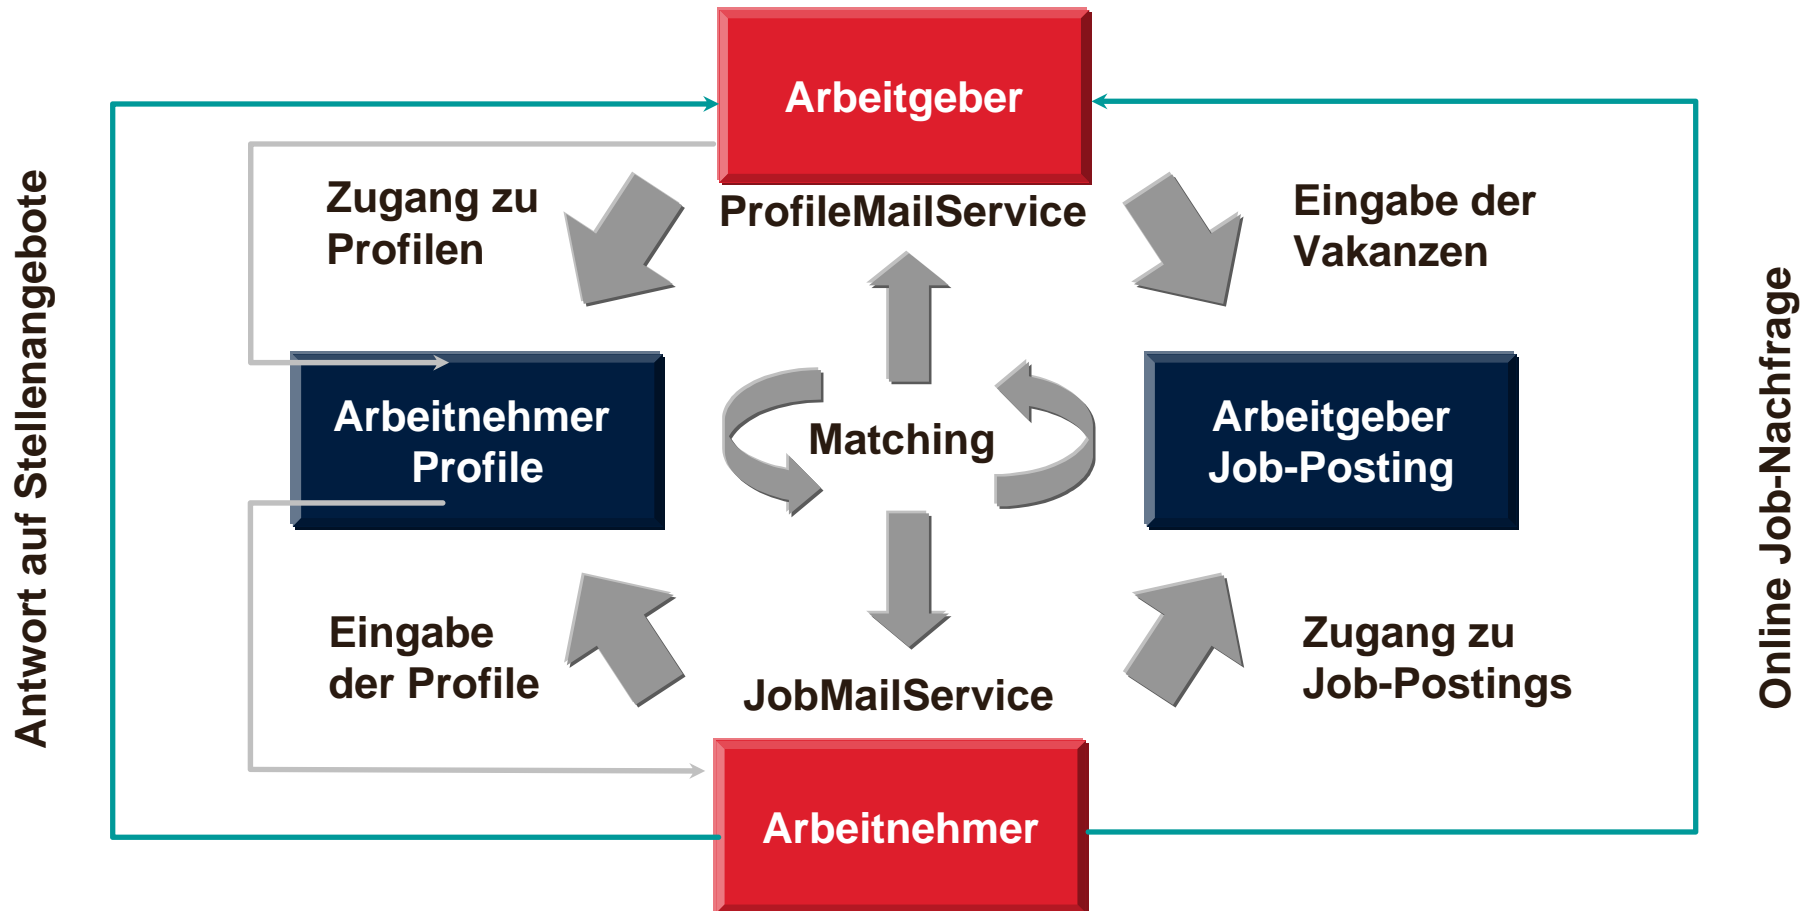 Arbeitgeber
Zugang zu
Profilen
ProfileMailService
Eingabe der
Vakanzen
Antwort auf Stellenangebote
Online Job-Nachfrage
Arbeitnehmer
Profile
Matching
Arbeitgeber
Job-Posting
Eingabe
der Profile
JobMailService
Zugang zu
Job-Postings
Arbeitnehmer